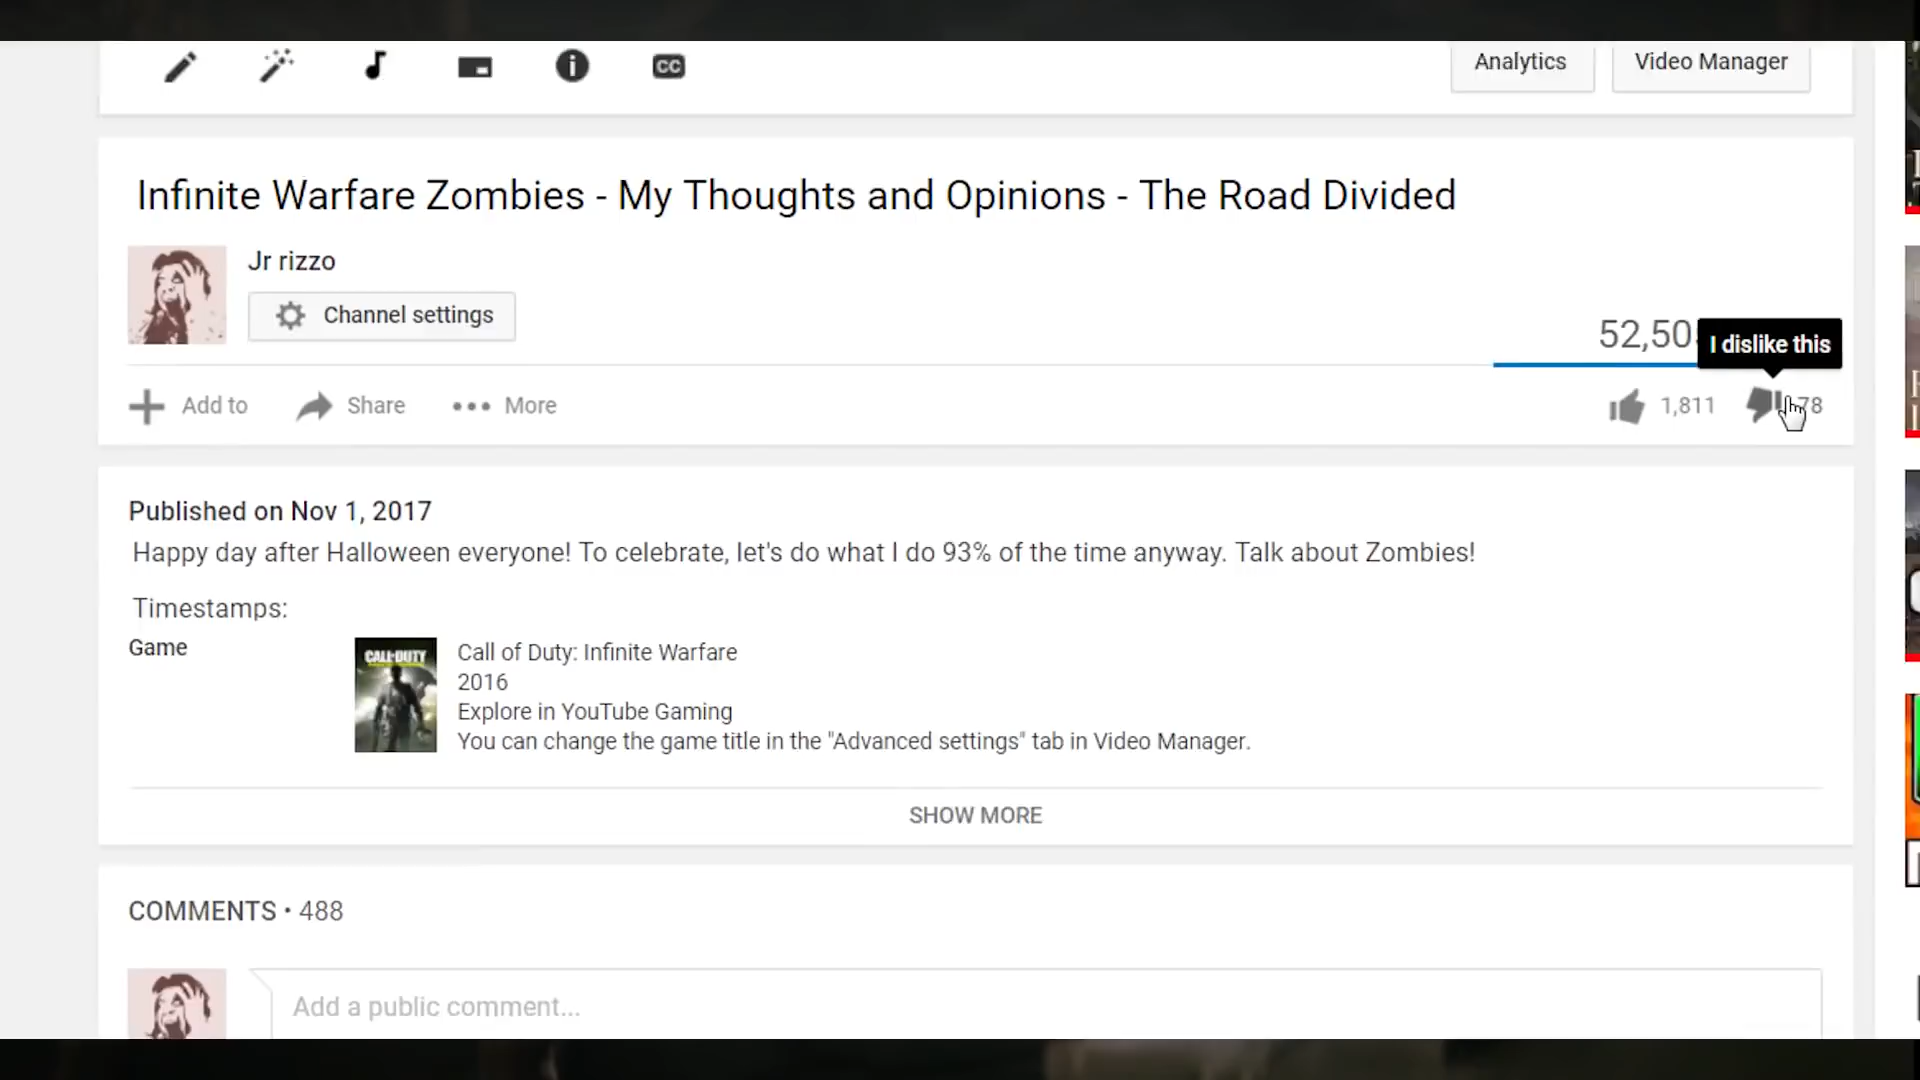 CC
Analytics
Video Manager
Infinite Warfare Zombies - My Thoughts and Opinions - The Road Divided
Jr rizzo
Channel settings
52,50
I dislike this
Add to
Share
More
1,811
78
Published on Nov 1, 2017
Happy day after Halloween everyone! To celebrate, let's do what I do 93% of the time anyway. Talk about Zombies!
Timestamps:
Game
CALL OF DUTY
Call of Duty: Infinite Warfare
2016
Explore in YouTube Gaming
You can change the game title in the "Advanced settings" tab in Video Manager.
SHOW MORE
COMMENTS • 488
Add a public comment...